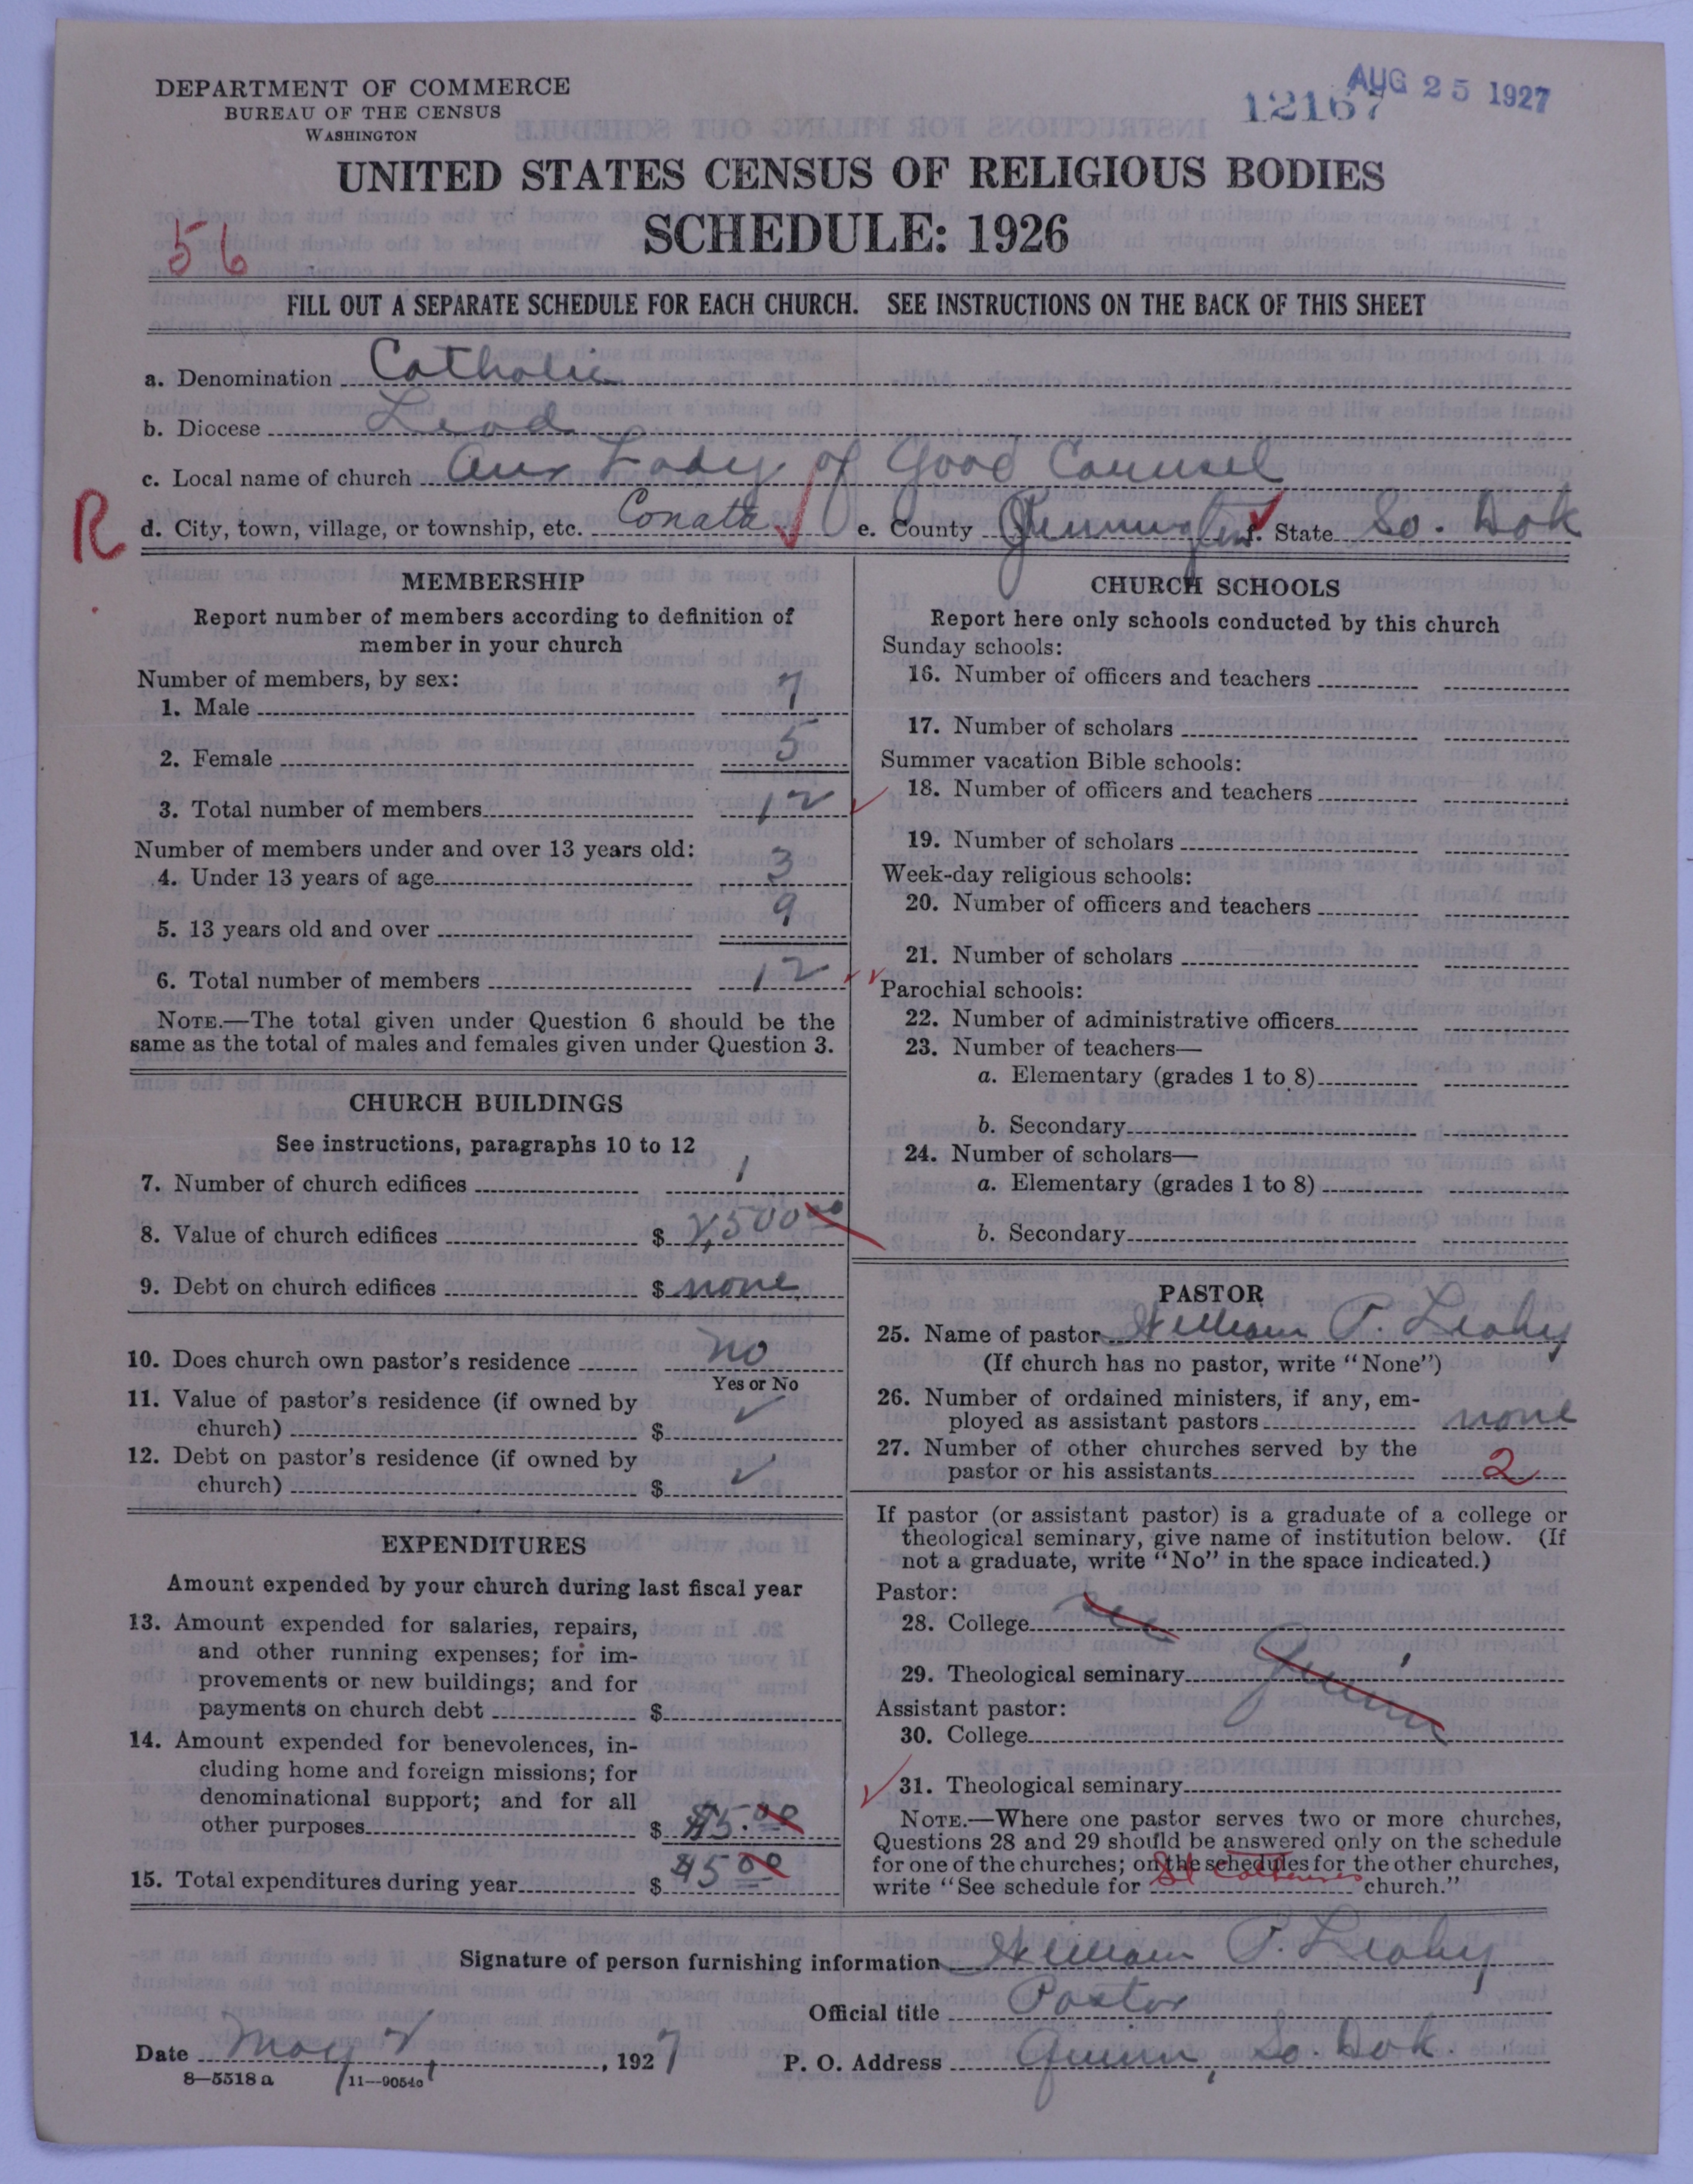 DEPARTMENT OF COMMERCE
BUREAU OF THE CENSUS
WASHINGTON
12167
AUG 25 1927
UNITED STATES CENSUS OF RELIGIOUS BODIES
SCHEDULE: 1926
56
FILL OUT A SEPARATE SCHEDULE FOR EACH CHURCH. SEE INSTRUCTIONS ON THE BACK OF THIS SHEET
a. Denomination Catholic
b. Diocese Lead
c. Local name of church Our Lady of Good Counsel
R
d. City, town, village, or township, etc. Conata e. County Pennington f. State So. Dak
MEMBERSHIP
Report number of members according to definition of
member in your church
Number of members, by sex:
1. Male 7
2. Female 5
3. Total number of members 12
Number of members under and over 13 years old:
4. Under 13 years of age 3
5. 13 years old and over 9
6. Total number of members 12
NOTE.—The total given under Question 6 should be the
same as the total of males and females given under Question 3.
CHURCH BUILDINGS
See instructions, paragraphs 10 to 12
7. Number of church edifices 1
8. Value of church edifices $ 2,500 00
9. Debt on church edifices $ none
10. Does church own pastor's residence no
Yes or No
11. Value of pastor's residence (if owned by
church) $ ✓
12. Debt on pastor's residence (if owned by
church) $ ✓
EXPENDITURES
Amount expended by your church during last fiscal year
13. Amount expended for salaries, repairs,
and other running expenses; for im-
provements or new buildings; and for
payments on church debt $
14. Amount expended for benevolences, in-
cluding home and foreign missions; for
denominational support; and for all
other purposes $ $5.00
15. Total expenditures during year $ $5 00
CHURCH SCHOOLS
Report here only schools conducted by this church
Sunday schools:
16. Number of officers and teachers
17. Number of scholars
Summer vacation Bible schools:
18. Number of officers and teachers
19. Number of scholars
Week-day religious schools:
20. Number of officers and teachers
21. Number of scholars
Parochial schools:
22. Number of administrative officers
23. Number of teachers—
a. Elementary (grades 1 to 8)
b. Secondary
24. Number of scholars—
a. Elementary (grades 1 to 8)
b. Secondary
PASTOR
25. Name of pastor William P. Leahy
(If church has no pastor, write "None")
26. Number of ordained ministers, if any, em-
ployed as assistant pastors none
27. Number of other churches served by the
pastor or his assistants 2
If pastor (or assistant pastor) is a graduate of a college or
theological seminary, give name of institution below. (If
not a graduate, write "No" in the space indicated.)
Pastor:
28. College
29. Theological seminary Quinn
Assistant pastor:
30. College
31. Theological seminary
NOTE.—Where one pastor serves two or more churches,
Questions 28 and 29 should be answered only on the schedule
for one of the churches; on the schedules for the other churches,
write "See schedule for St Catherines church."
Signature of person furnishing information William P. Leahy
Official title Pastor
Date May 2, 1927 P. O. Address Quinn, So. Dak.
8—5518 a 11—9054o